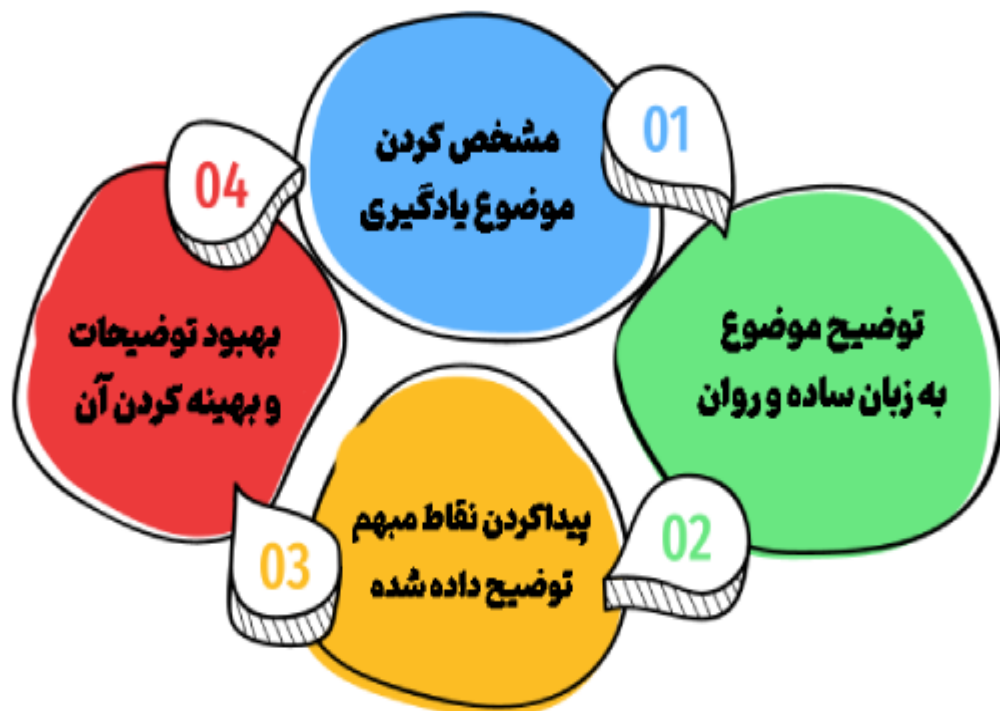 01
مشخص کردن
موضوع یادگیری
02
توضیح موضوع
به زبان ساده و روان
03
پیداکردن نقاط مبهم
توضیح داده شده
04
بهبود توضیحات
و بهینه کردن آن